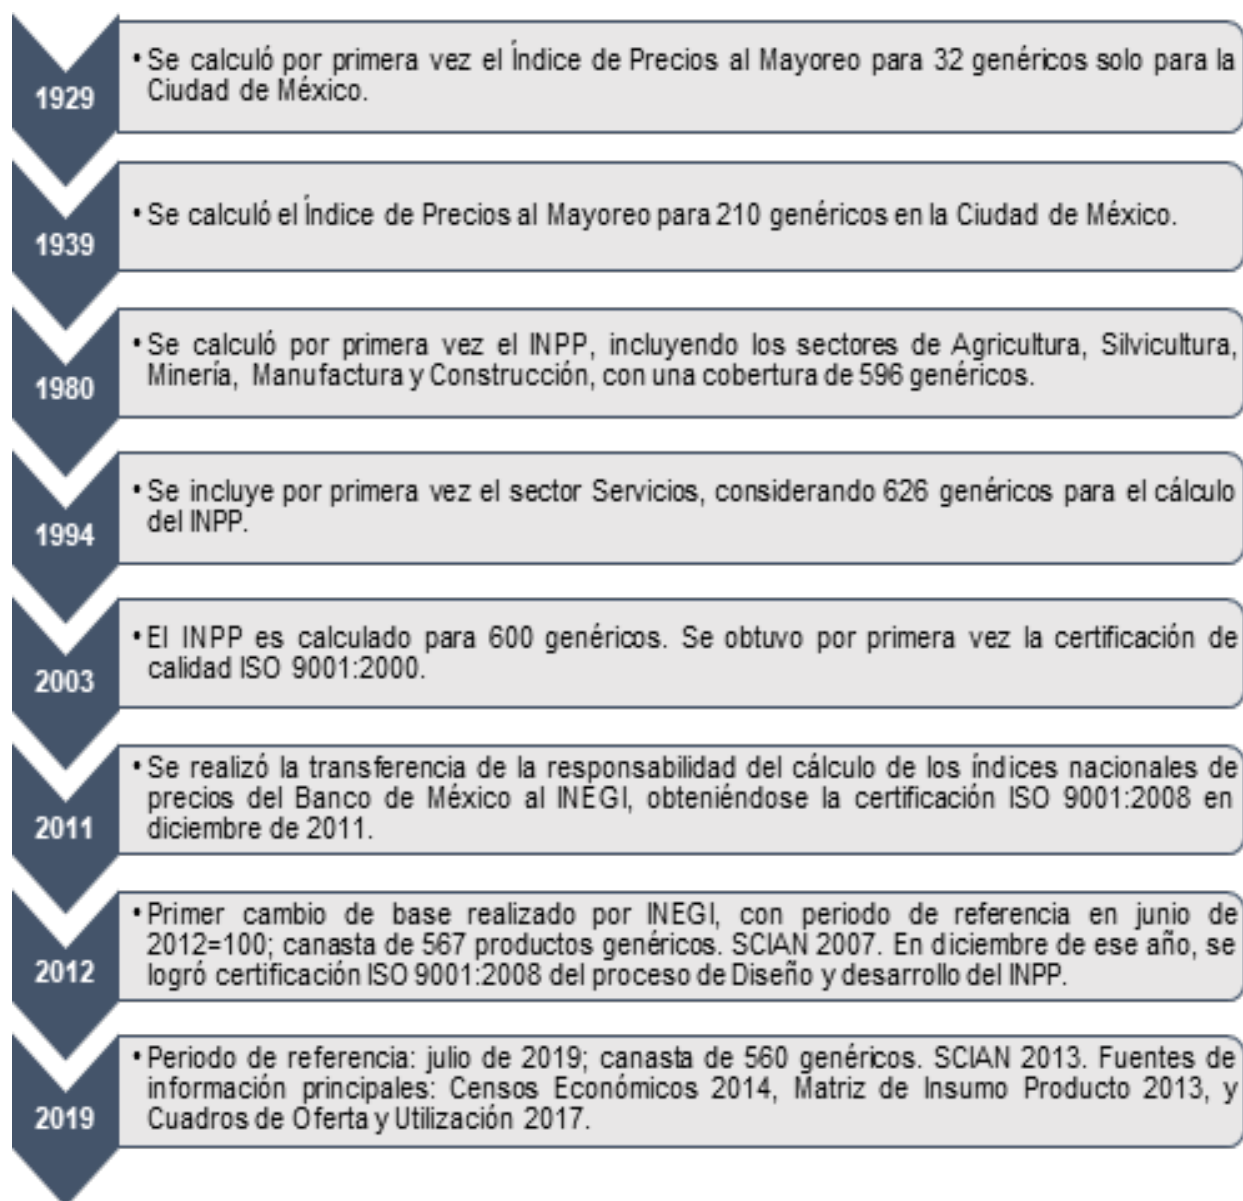 1929
• Se calculó por primera vez el Índice de Precios al Mayoreo para 32 genéricos solo para la
Ciudad de México.
1939
• Se calculó el Índice de Precios al Mayoreo para 210 genéricos en la Ciudad de México.
1980
• Se calculó por primera vez el INPP, incluyendo los sectores de Agricultura, Silvicultura,
Minería, Manufactura y Construcción, con una cobertura de 596 genéricos.
1994
• Se incluye por primera vez el sector Servicios, considerando 626 genéricos para el cálculo
del INPP.
2003
• El INPP es calculado para 600 genéricos. Se obtuvo por primera vez la certificación de
calidad ISO 9001:2000.
2011
• Se realizó la transferencia de la responsabilidad del cálculo de los índices nacionales de
precios del Banco de México al INEGI, obteniéndose la certificación ISO 9001:2008 en
diciembre de 2011.
2012
• Primer cambio de base realizado por INEGI, con periodo de referencia en junio de
2012=100; canasta de 567 productos genéricos. SCIAN 2007. En diciembre de ese año, se
logró certificación ISO 9001:2008 del proceso de Diseño y desarrollo del INPP.
2019
• Periodo de referencia: julio de 2019; canasta de 560 genéricos. SCIAN 2013. Fuentes de
información principales: Censos Económicos 2014, Matriz de Insumo Producto 2013, y
Cuadros de Oferta y Utilización 2017.